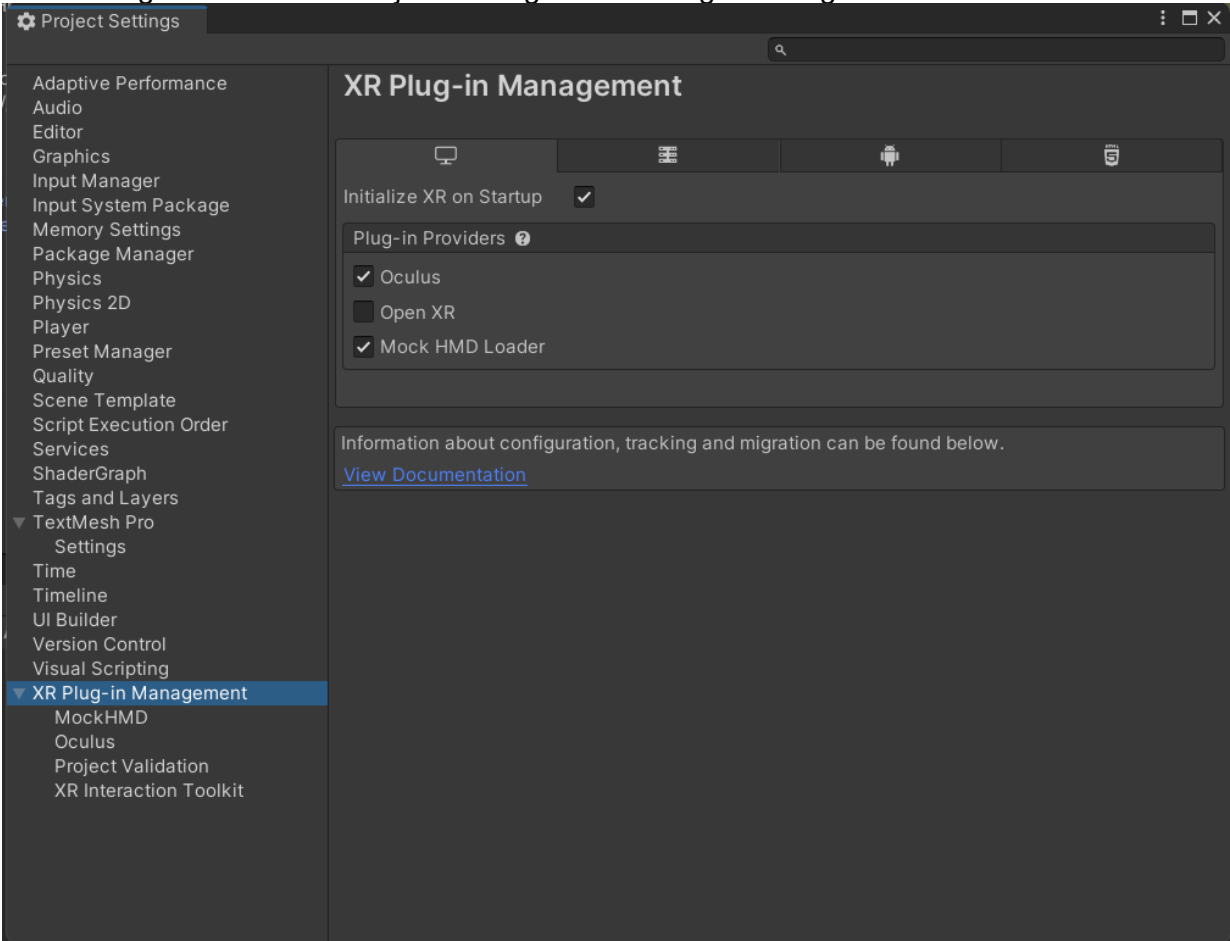 Project Settings
XR Plug-in Management
Adaptive Performance
Audio
Editor
Graphics
Input Manager
Input System Package
Memory Settings
Package Manager
Physics
Physics 2D
Player
Preset Manager
Quality
Scene Template
Script Execution Order
Services
ShaderGraph
Tags and Layers
TextMesh Pro
Settings
Time
Timeline
UI Builder
Version Control
Visual Scripting
XR Plug-in Management
MockHMD
Oculus
Project Validation
XR Interaction Toolkit
Initialize XR on Startup
Plug-in Providers
Oculus
Open XR
Mock HMD Loader
Information about configuration, tracking and migration can be found below.
View Documentation